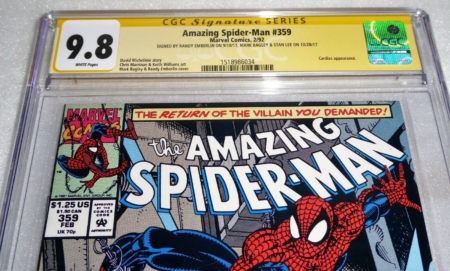 CGC Signature SERIES
Amazing Spider-Man #359
Marvel Comics, 2/92
9.8
WHITE Pages
SIGNED BY RANDY EMBERLIN ON 9/10/17, MARK BAGLEY & STAN LEE ON 10/28/17
David Michelinie story
Chris Marrinan & Keith Williams art
Mark Bagley & Randy Emberlin cover
Cardiac appearance.
1518986034
CGC
THE RETURN OF THE VILLAIN YOU DEMANDED!
MARVEL
COMICS
the AMAZING
SPIDER-MAN
$1.25 US
$1.50 CAN
359
FEB
UK 70p
APPROVED
BY THE
COMICS
CODE
AUTHORITY